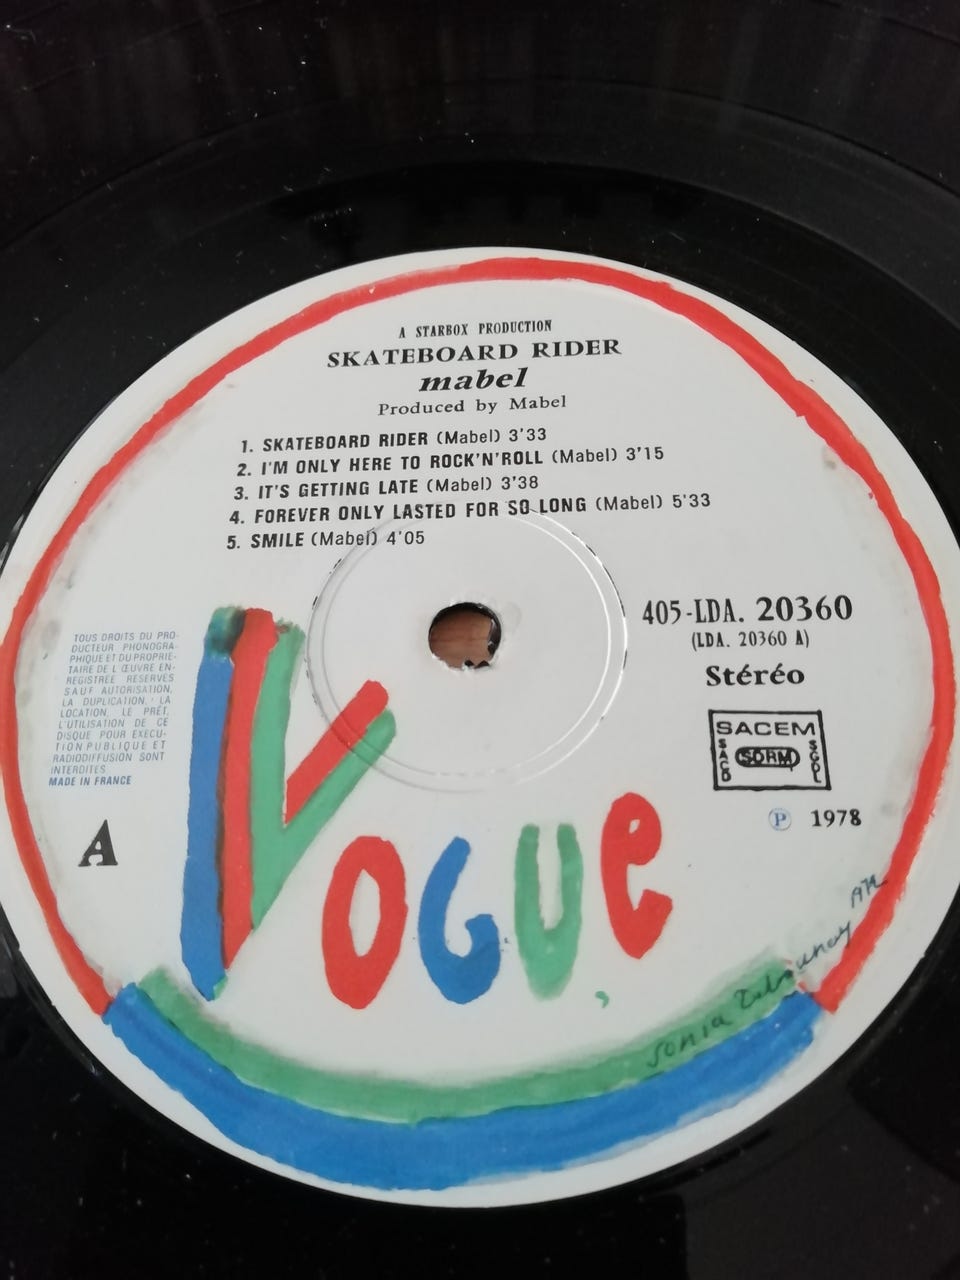 A STARBOX PRODUCTION
SKATEBOARD RIDER
mabel
Produced by Mabel
1. SKATEBOARD RIDER (Mabel) 3'33
2. I'M ONLY HERE TO ROCK'N'ROLL (Mabel) 3'15
3. IT'S GETTING LATE (Mabel) 3'38
4. FOREVER ONLY LASTED FOR SO LONG (Mabel) 5'33
5. SMILE (Mabel) 4'05
405-LDA. 20360
(LDA. 20360 A)
Stéréo
SACEM
SACD
SDRM
SGDL
℗ 1978
TOUS DROITS DU PRO-
DUCTEUR PHONOGRA-
PHIQUE ET DU PROPRIE-
TAIRE DE L'ŒUVRE EN-
REGISTREE RESERVES
SAUF AUTORISATION,
LA DUPLICATION, LA
LOCATION, LE PRÊT,
L'UTILISATION DE CE
DISQUE POUR EXECU-
TION PUBLIQUE ET
RADIODIFFUSION SONT
INTERDITES
MADE IN FRANCE
A
VOGUE
Sonia Delaunay